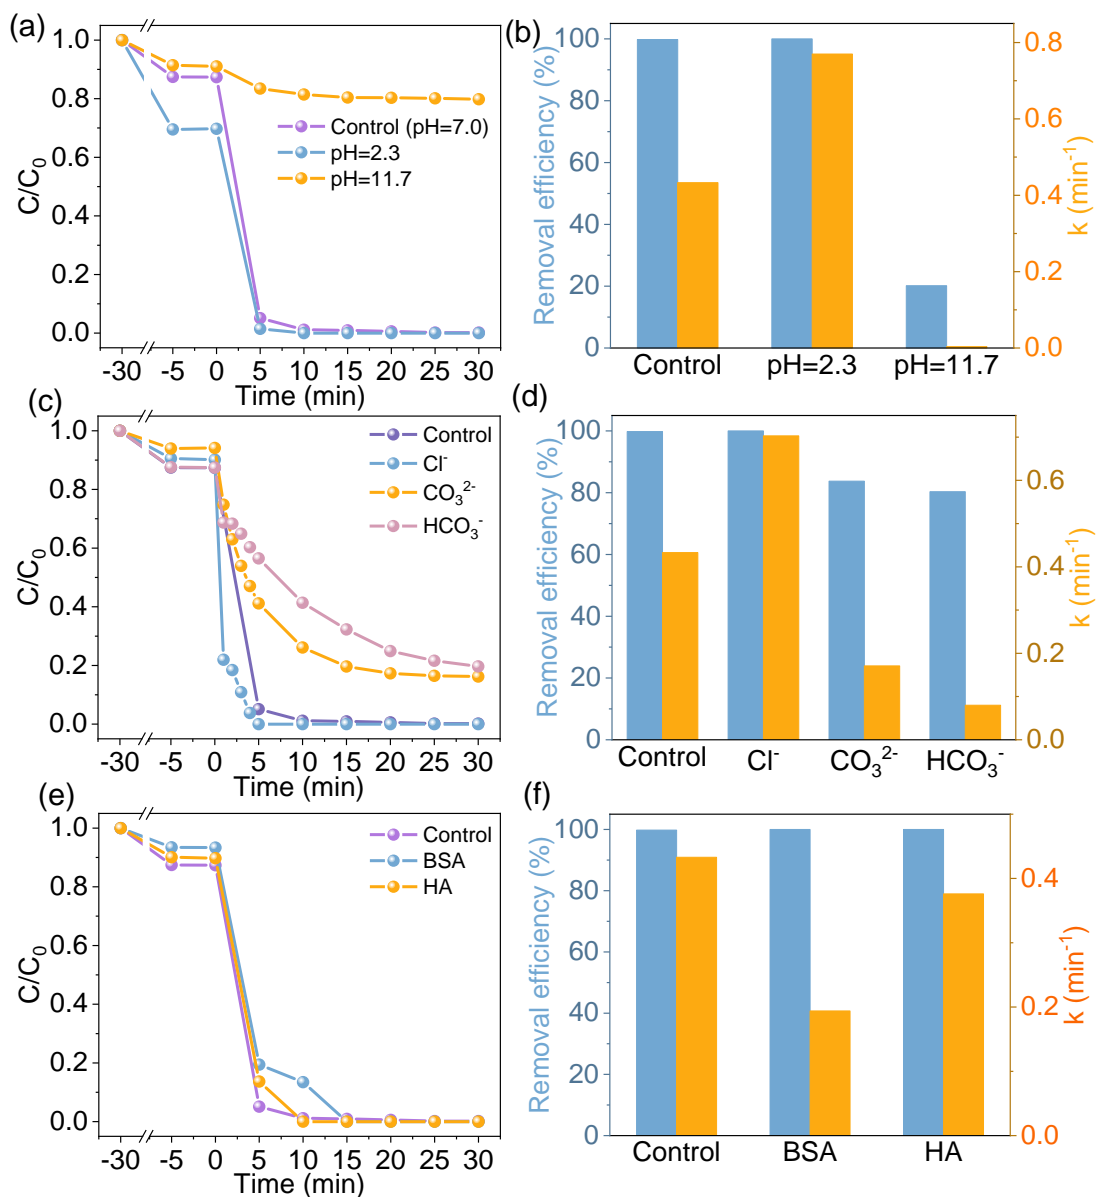 (a)
C/C0
1.0
0.8
0.6
0.4
0.2
0.0
Control (pH=7.0)
pH=2.3
pH=11.7
-30 -5 0 5 10 15 20 25 30
Time (min)
(b)
Removal efficiency (%)
100
80
60
40
20
0
k (min-1)
0.8
0.6
0.4
0.2
0.0
Control pH=2.3 pH=11.7
(c)
C/C0
1.0
0.8
0.6
0.4
0.2
0.0
Control
Cl-
CO32-
HCO3-
-30 -5 0 5 10 15 20 25 30
Time (min)
(d)
Removal efficiency (%)
100
80
60
40
20
0
k (min-1)
0.6
0.4
0.2
0.0
Control Cl- CO32- HCO3-
(e)
C/C0
1.0
0.8
0.6
0.4
0.2
0.0
Control
BSA
HA
-30 -5 0 5 10 15 20 25 30
Time (min)
(f)
Removal efficiency (%)
100
80
60
40
20
0
k (min-1)
0.4
0.2
0.0
Control BSA HA